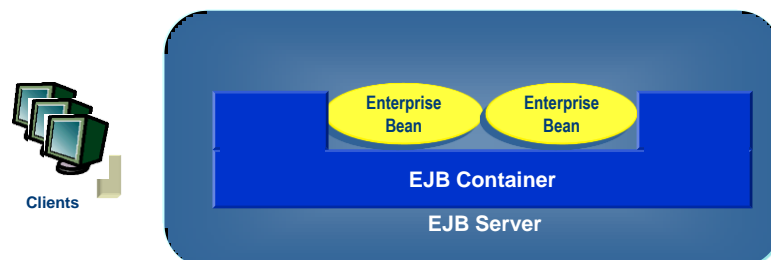 Enterprise
Bean
Enterprise
Bean
EJB Container
EJB Server
Clients